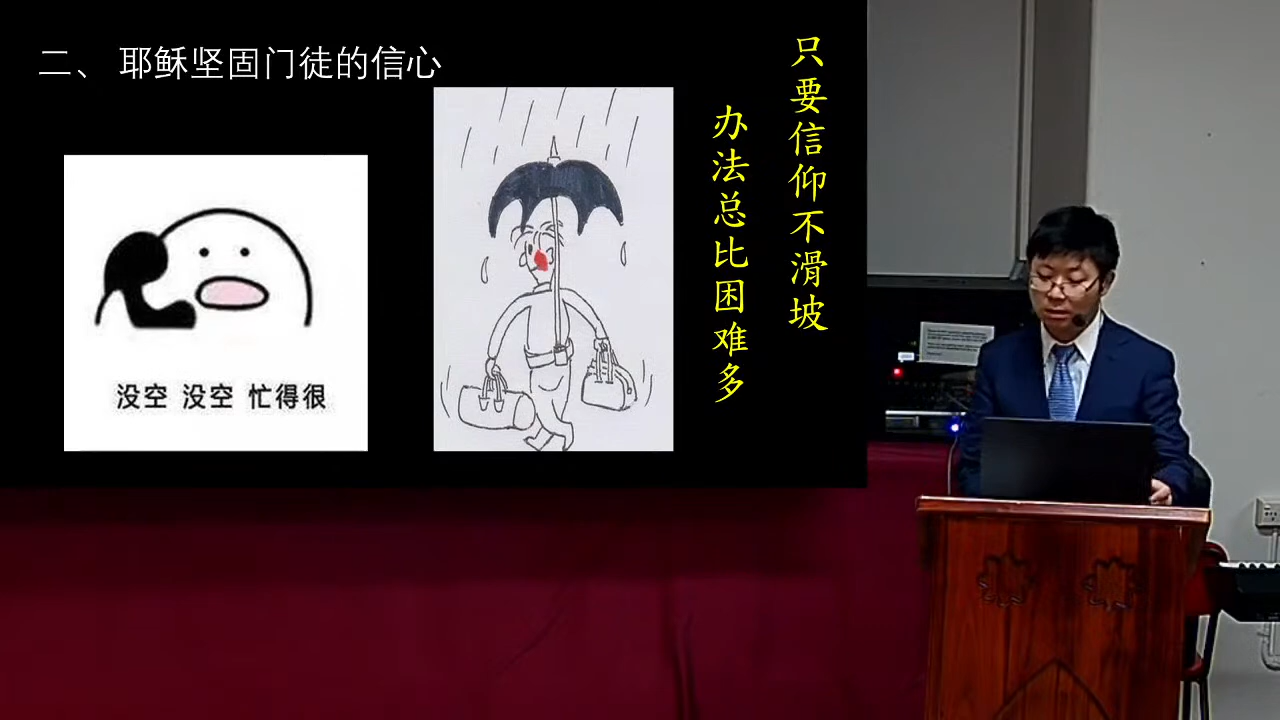 二、 耶稣坚固门徒的信心
没空 没空 忙得很
只要信仰不滑坡
办法总比困难多